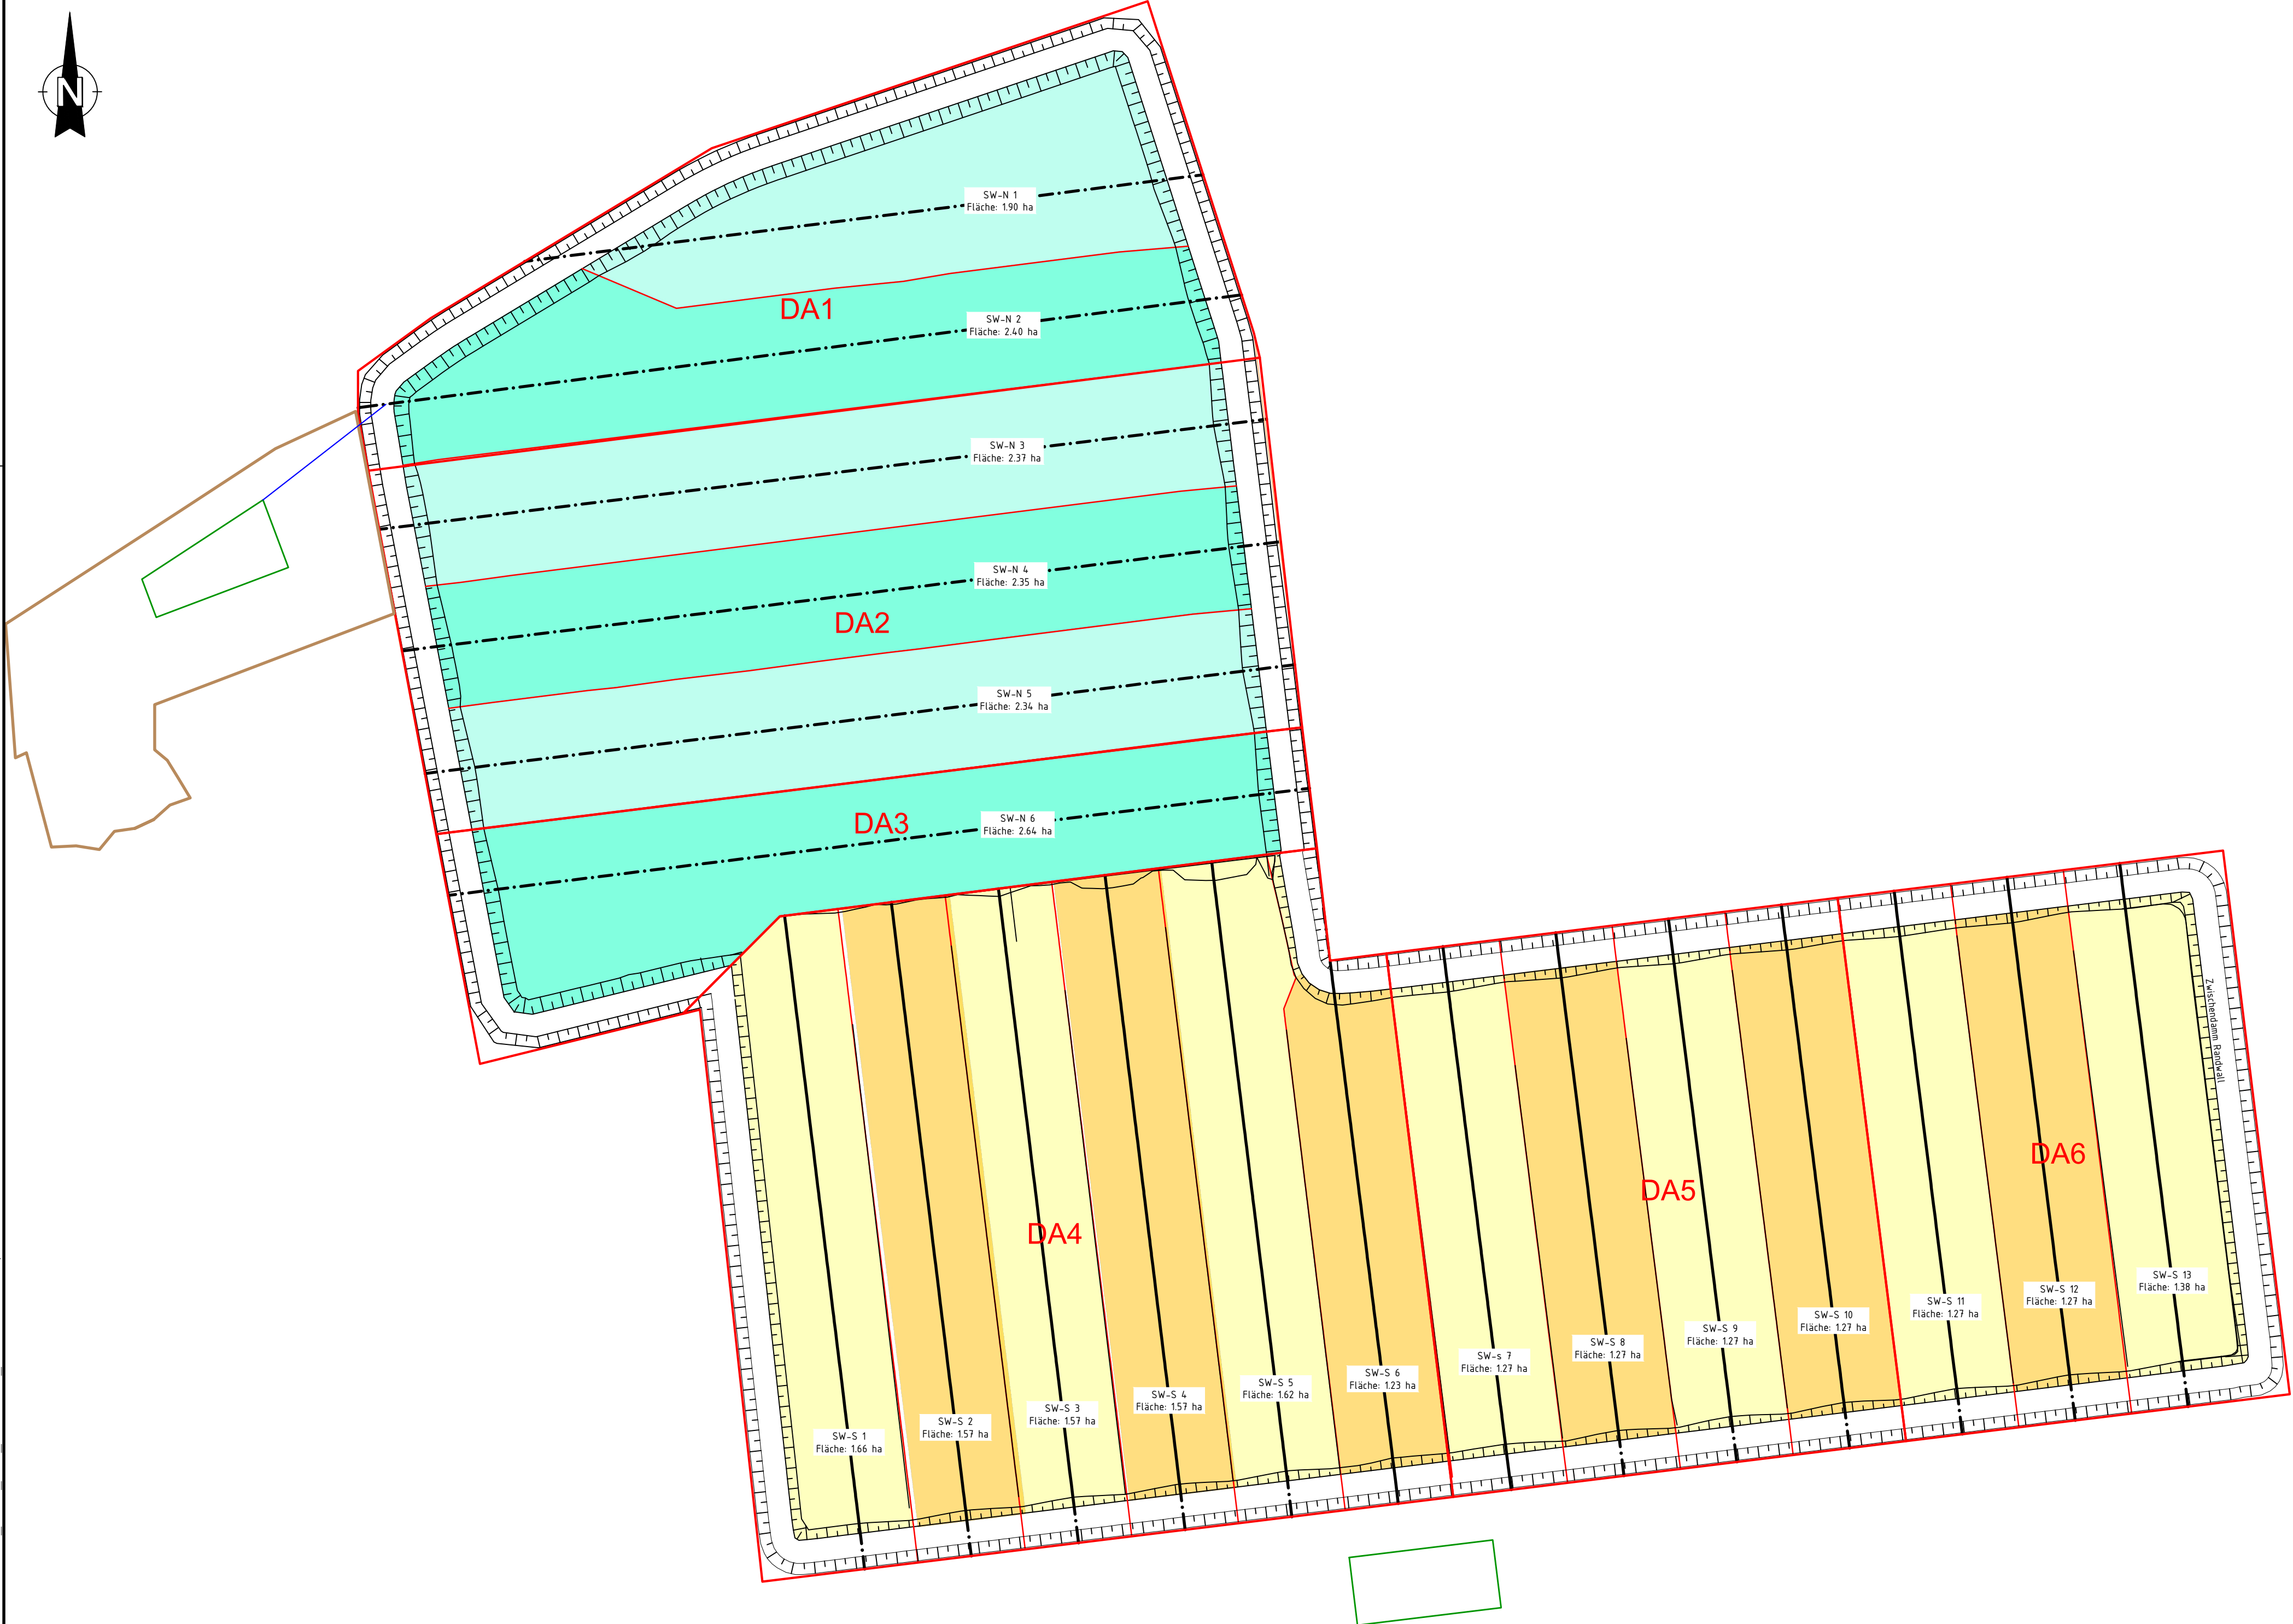 N
SW-N 1
Fläche: 1.90 ha
DA1
SW-N 2
Fläche: 2.40 ha
SW-N 3
Fläche: 2.37 ha
SW-N 4
Fläche: 2.35 ha
DA2
SW-N 5
Fläche: 2.34 ha
DA3
SW-N 6
Fläche: 2.64 ha
Zwischendamm Randwall
DA6
DA5
DA4
SW-S 1
Fläche: 1.66 ha
SW-S 2
Fläche: 1.57 ha
SW-S 3
Fläche: 1.57 ha
SW-S 4
Fläche: 1.57 ha
SW-S 5
Fläche: 1.62 ha
SW-S 6
Fläche: 1.23 ha
SW-s 7
Fläche: 1.27 ha
SW-S 8
Fläche: 1.27 ha
SW-S 9
Fläche: 1.27 ha
SW-S 10
Fläche: 1.27 ha
SW-S 11
Fläche: 1.27 ha
SW-S 12
Fläche: 1.27 ha
SW-S 13
Fläche: 1.38 ha